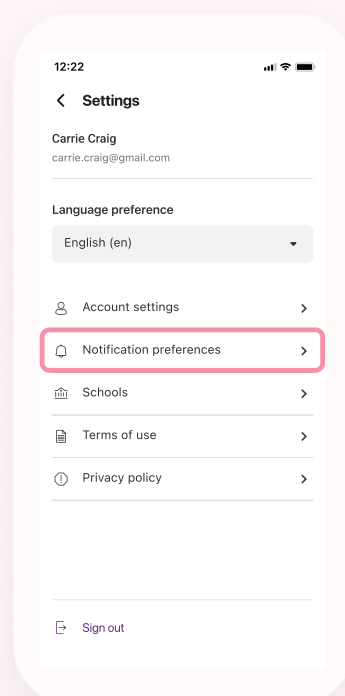 12:22
Settings
Carrie Craig
carrie.craig@gmail.com
Language preference
English (en)
Account settings
Notification preferences
Schools
Terms of use
Privacy policy
Sign out